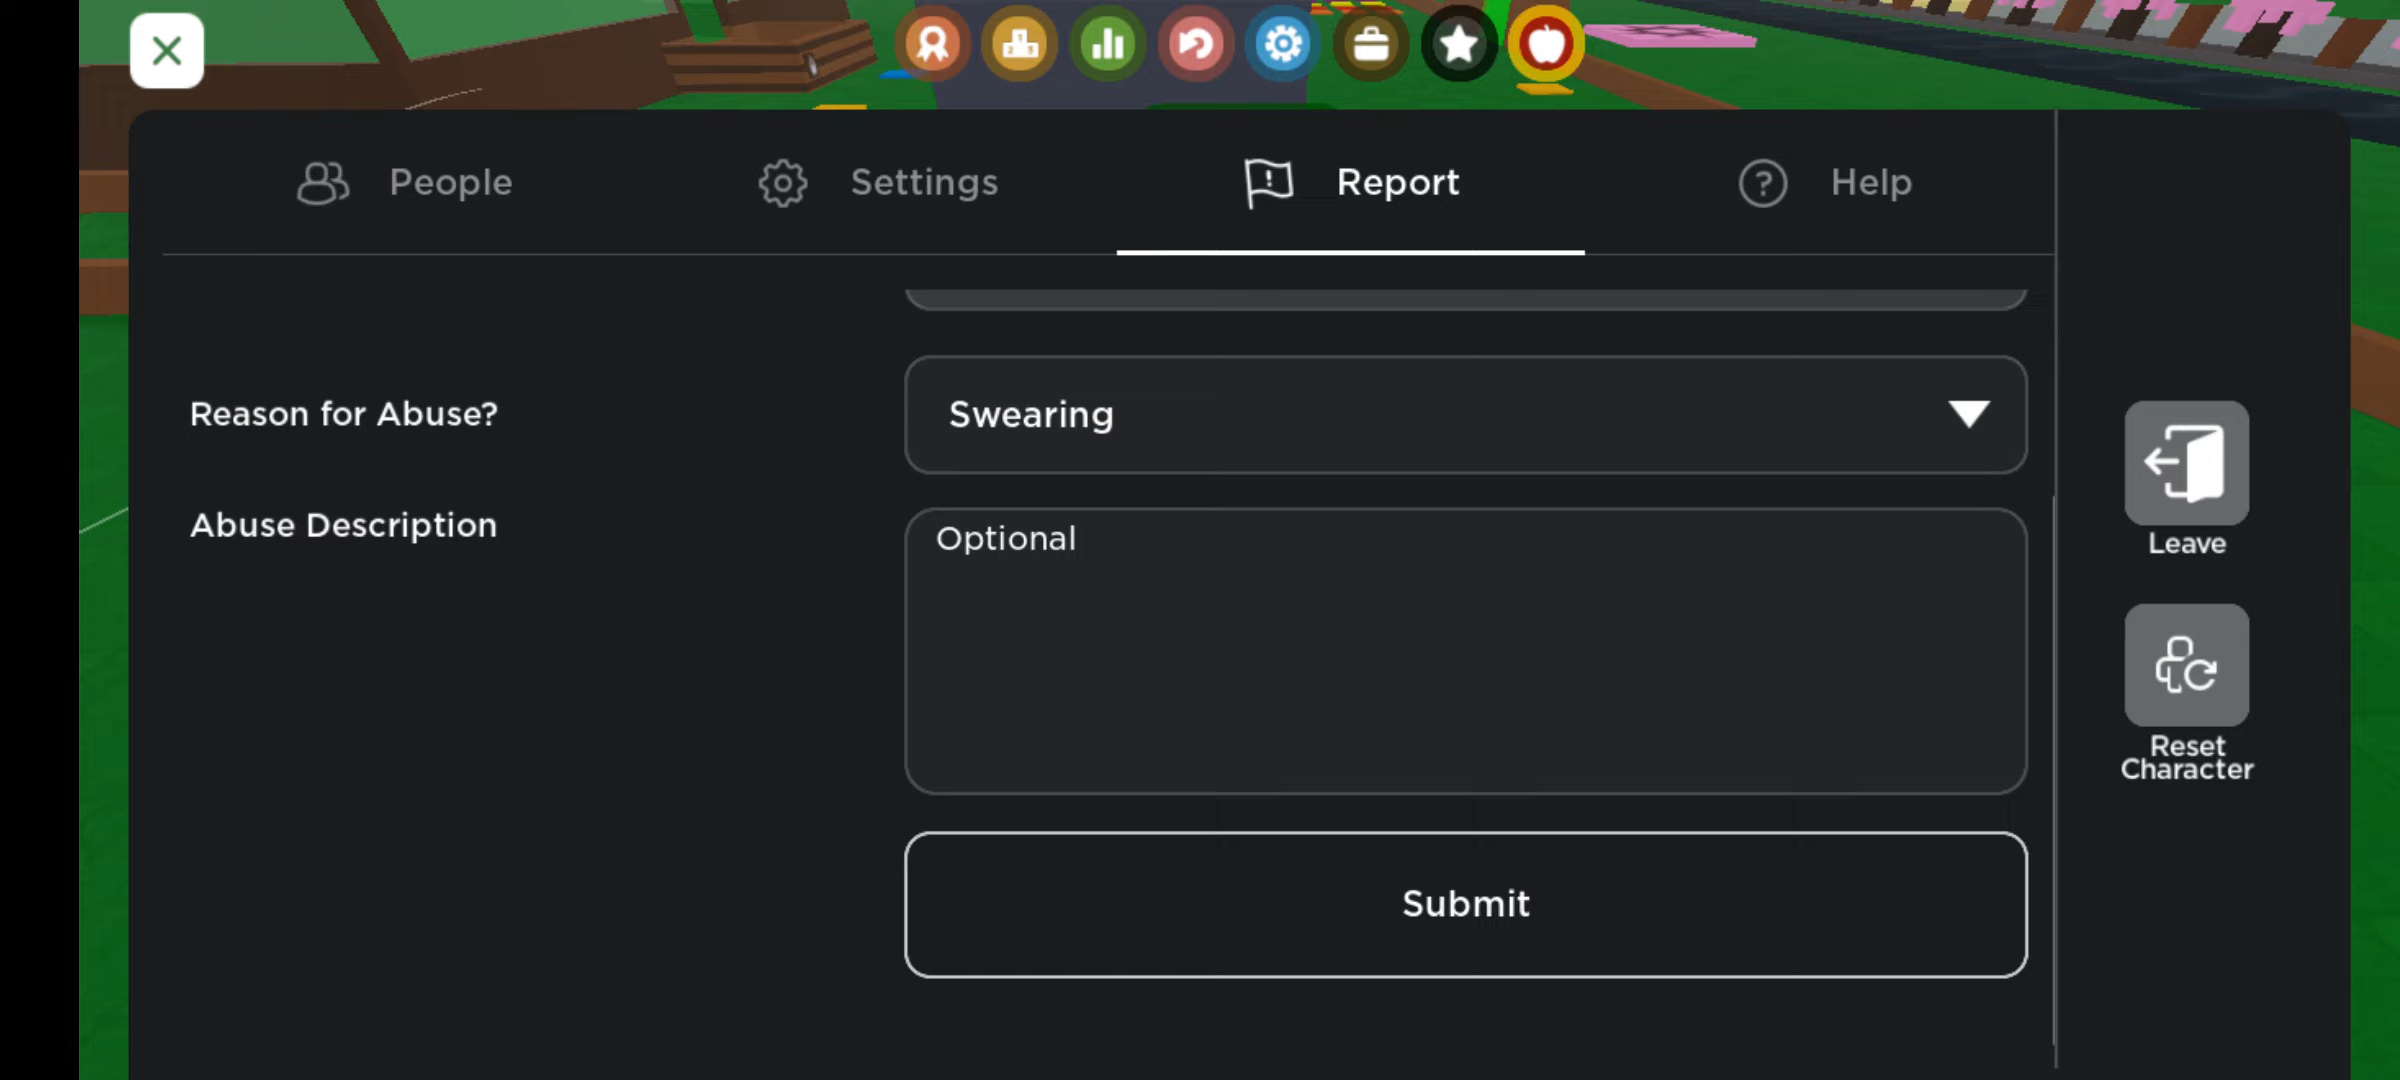 People
Settings
Report
Help
Reason for Abuse?
Swearing
Abuse Description
Optional
Submit
Leave
Reset
Character